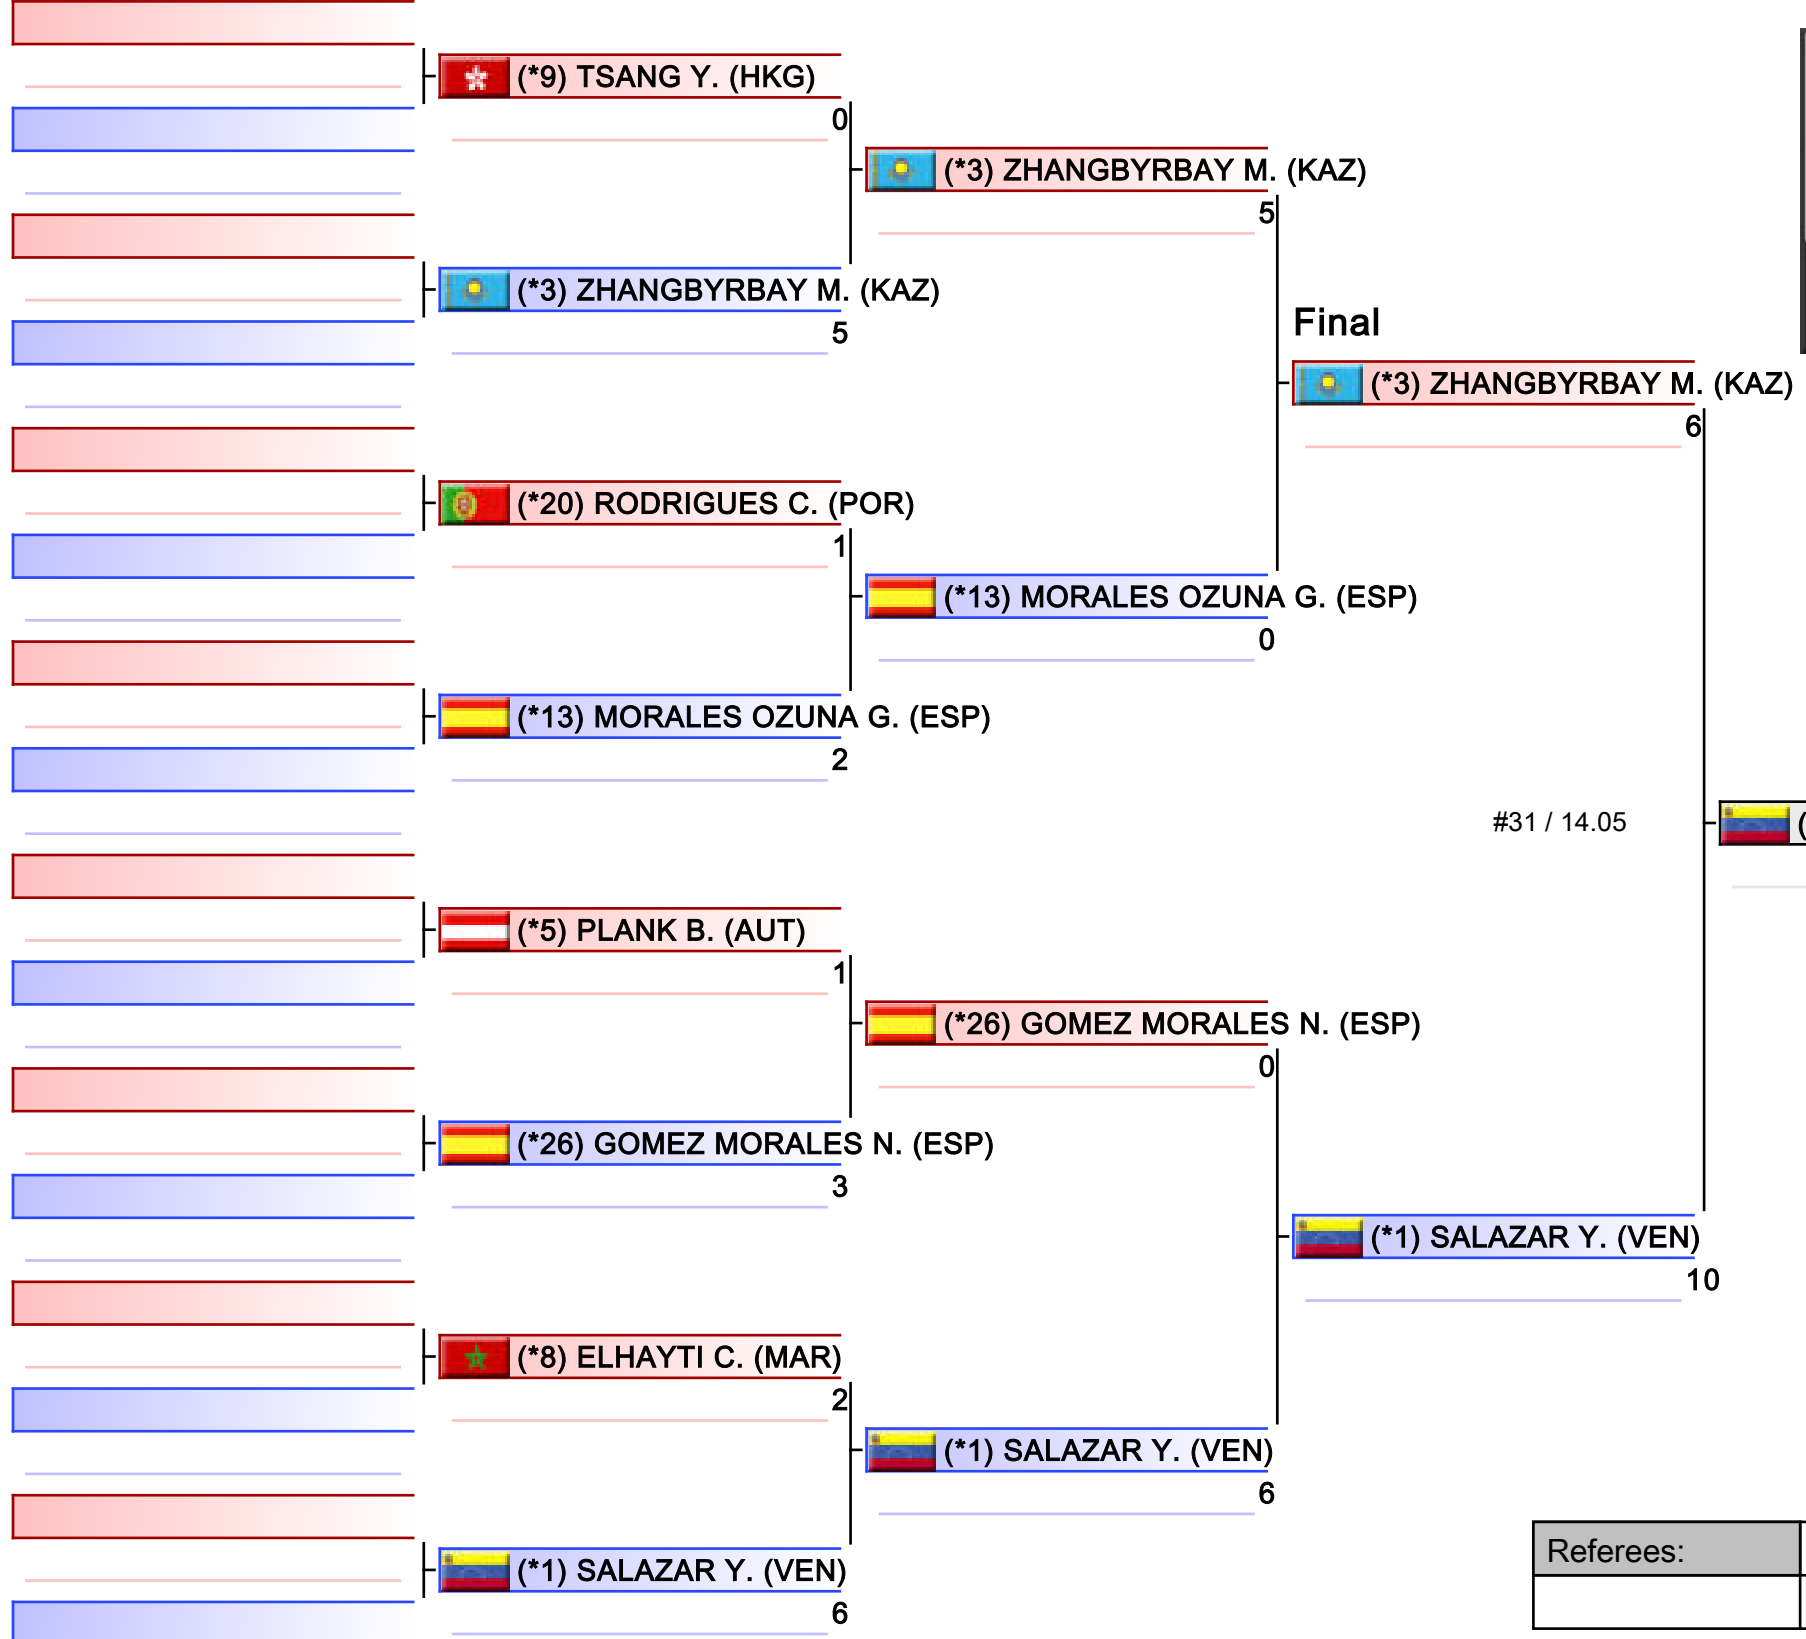 (*9) TSANG Y. (HKG)
0
(*3) ZHANGBYRBAY M. (KAZ)
5
(*3) ZHANGBYRBAY M. (KAZ)
5
Final
(*3) ZHANGBYRBAY M. (KAZ)
6
(*20) RODRIGUES C. (POR)
1
(*13) MORALES OZUNA G. (ESP)
0
(*13) MORALES OZUNA G. (ESP)
2
#31 / 14.05
(
(*5) PLANK B. (AUT)
1
(*26) GOMEZ MORALES N. (ESP)
0
(*26) GOMEZ MORALES N. (ESP)
3
(*1) SALAZAR Y. (VEN)
10
(*8) ELHAYTI C. (MAR)
2
(*1) SALAZAR Y. (VEN)
6
(*1) SALAZAR Y. (VEN)
6
Referees: